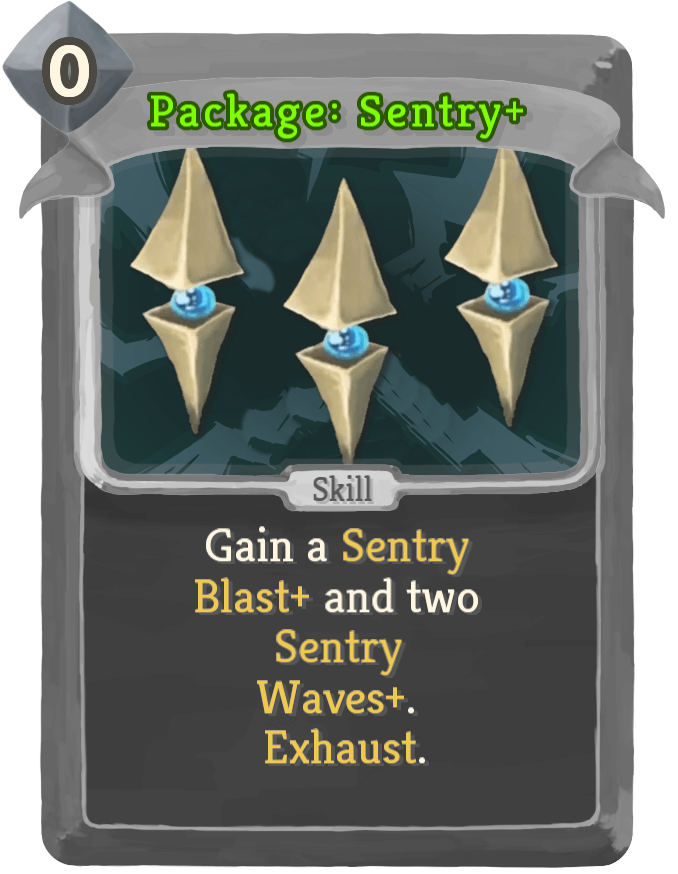 0
Package: Sentry+
Skill
Gain a Sentry
Blast+ and two
Sentry
Waves+.
Exhaust.